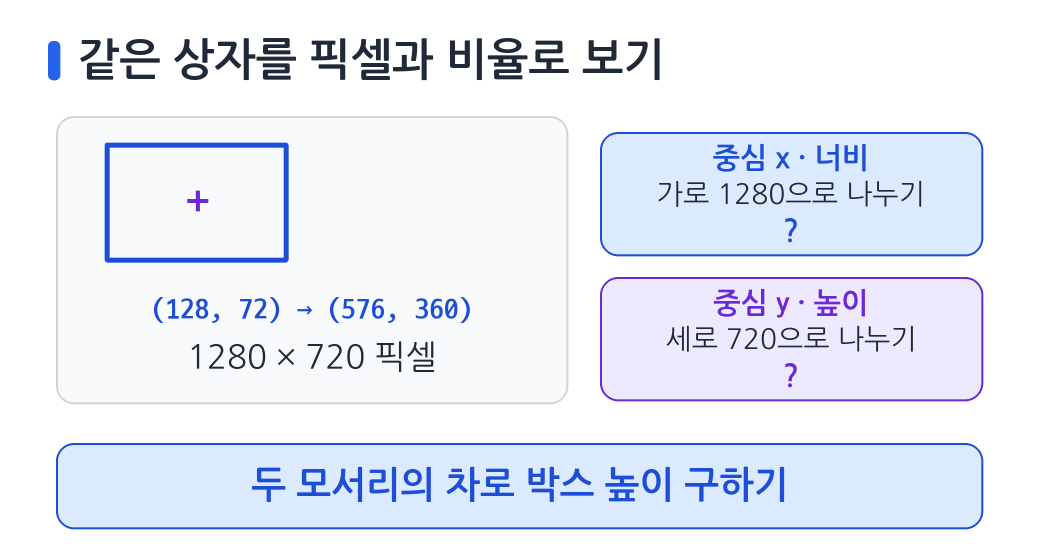 같은 상자를 픽셀과 비율로 보기
+
(128, 72) → (576, 360)
1280 × 720 픽셀
중심 x · 너비
가로 1280으로 나누기
?
중심 y · 높이
세로 720으로 나누기
?
두 모서리의 차로 박스 높이 구하기